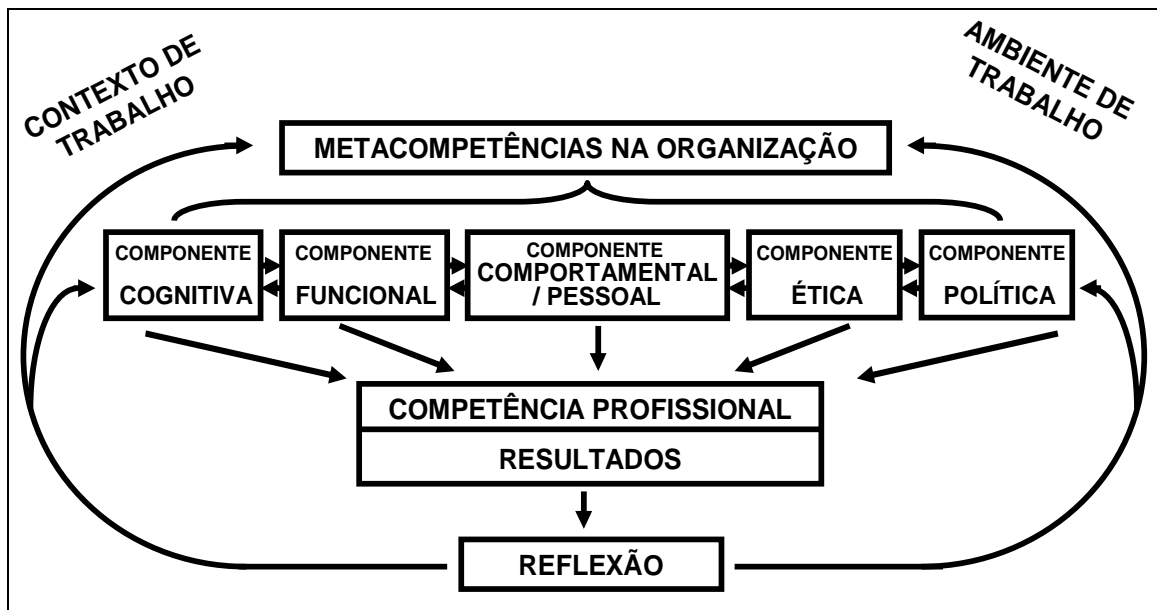 CONTEXTO DE
TRABALHO
AMBIENTE DE
TRABALHO
METACOMPETÊNCIAS NA ORGANIZAÇÃO
COMPONENTE
COGNITIVA
COMPONENTE
FUNCIONAL
COMPONENTE
COMPORTAMENTAL
/ PESSOAL
COMPONENTE
ÉTICA
COMPONENTE
POLÍTICA
COMPETÊNCIA PROFISSIONAL
RESULTADOS
REFLEXÃO